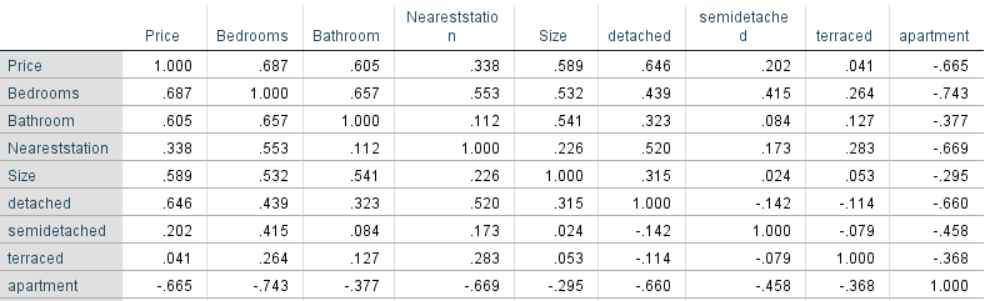 Neareststatio semidetache
Price Bedrooms Bathroom n Size detached d terraced apartment
Price 1.000 .687 .605 .338 .589 .646 .202 .041 -.665
Bedrooms .687 1.000 .657 .553 .532 .439 .415 .264 -.743
Bathroom .605 .657 1.000 .112 .541 .323 .084 .127 -.377
Neareststation .338 .553 .112 1.000 .226 .520 .173 .283 -.669
Size .589 .532 .541 .226 1.000 .315 .024 .053 -.295
detached .646 .439 .323 .520 .315 1.000 -.142 -.114 -.660
semidetached .202 .415 .084 .173 .024 -.142 1.000 -.079 -.458
terraced .041 .264 .127 .283 .053 -.114 -.079 1.000 -.368
apartment -.665 -.743 -.377 -.669 -.295 -.660 -.458 -.368 1.000